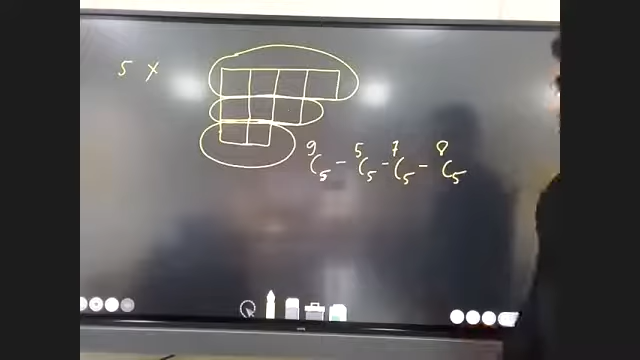 5 X
⁹C₅ - ⁵C₅ - ⁷C₅ - ⁸C₅